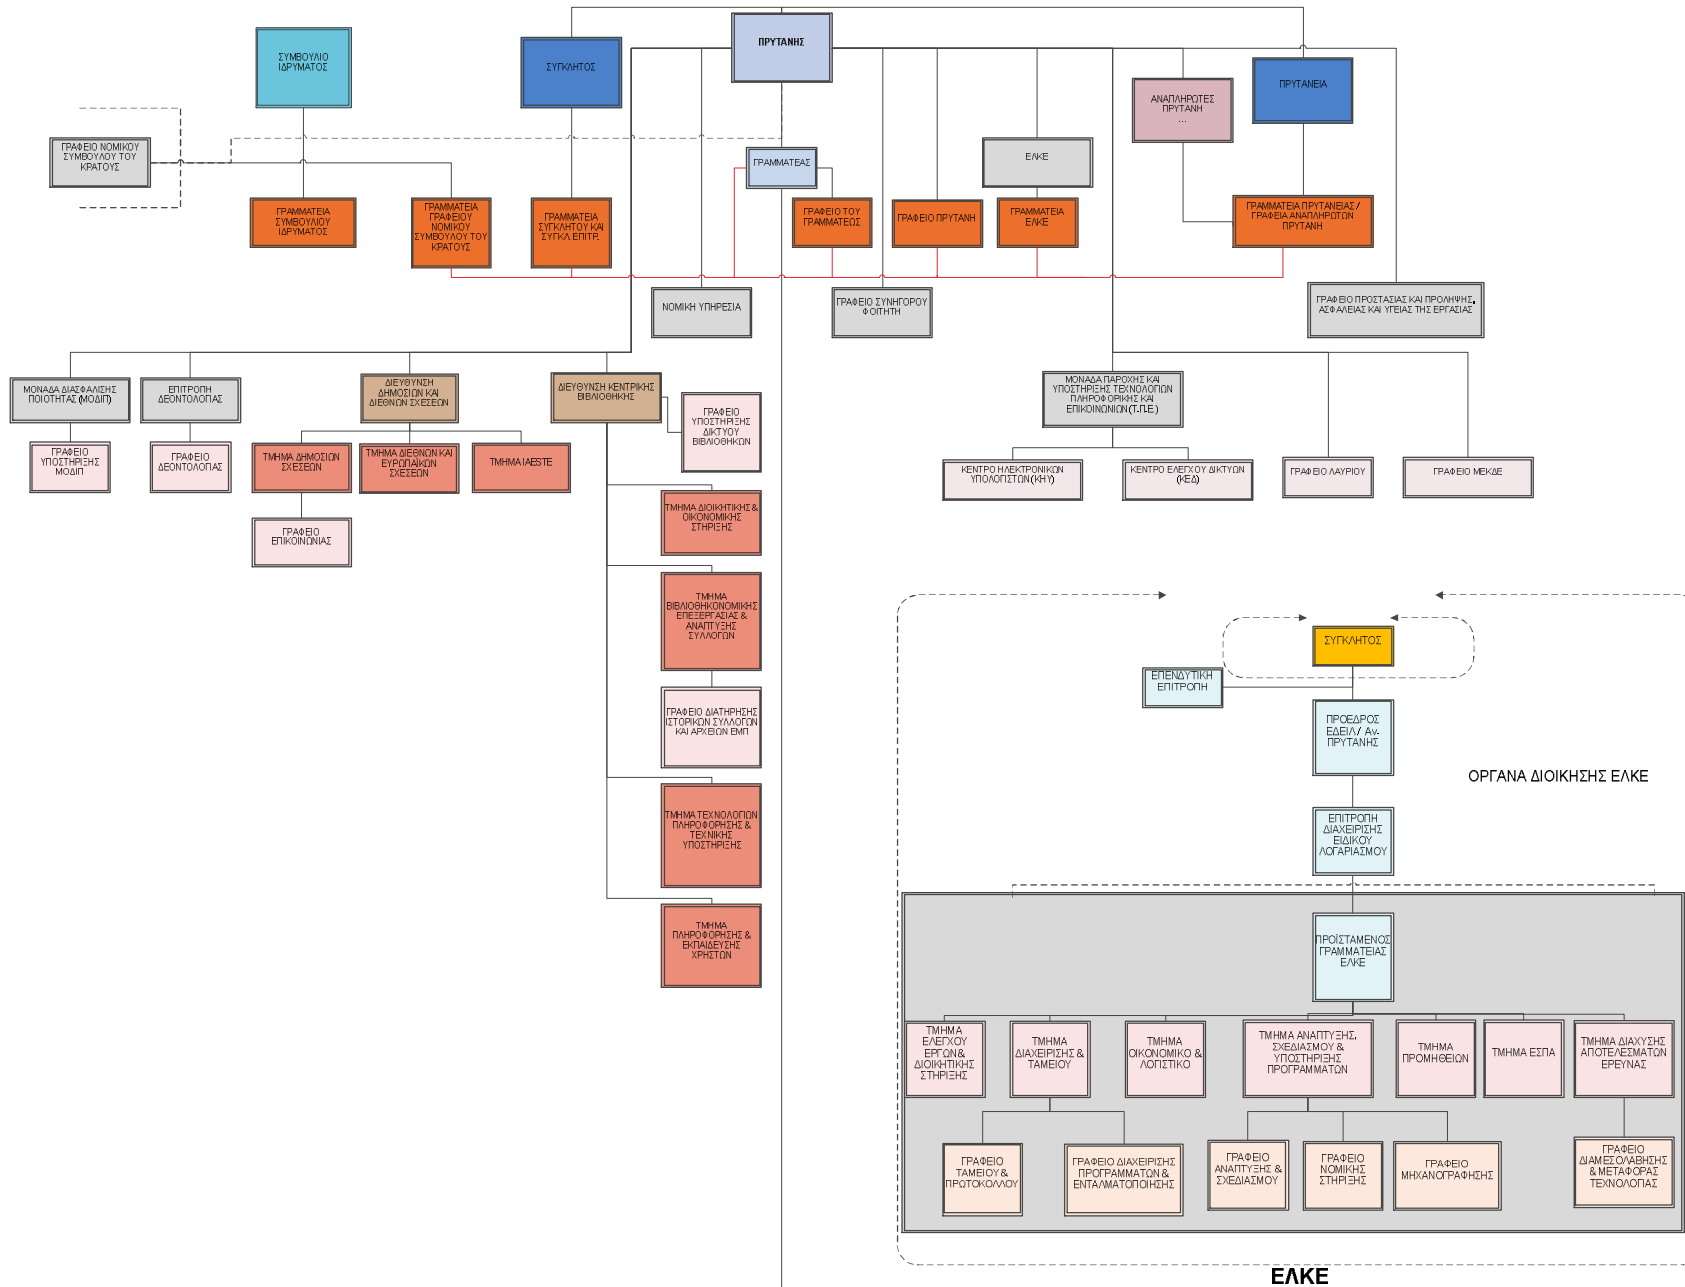 ΠΡΥΤΑΝΗΣ
ΣΥΜΒΟΥΛΙΟ
ΙΔΡΥΜΑΤΟΣ
ΣΥΓΚΛΗΤΟΣ
ΑΝΑΠΛΗΡΩΤΕΣ
ΠΡΥΤΑΝΗ
...
ΠΡΥΤΑΝΕΙΑ
ΓΡΑΦΕΙΟ ΝΟΜΙΚΟΥ
ΣΥΜΒΟΥΛΟΥ ΤΟΥ
ΚΡΑΤΟΥΣ
ΓΡΑΜΜΑΤΕΑΣ
ΕΛΚΕ
ΓΡΑΜΜΑΤΕΙΑ
ΣΥΜΒΟΥΛΙΟΥ
ΙΔΡΥΜΑΤΟΣ
ΓΡΑΜΜΑΤΕΙΑ
ΓΡΑΦΕΙΟΥ
ΝΟΜΙΚΟΥ
ΣΥΜΒΟΥΛΟΥ ΤΟΥ
ΚΡΑΤΟΥΣ
ΓΡΑΜΜΑΤΕΙΑ
ΣΥΓΚΛΗΤΟΥ ΚΑΙ
ΣΥΓΚΛ. ΕΠΙΤΡ.
ΓΡΑΦΕΙΟ ΤΟΥ
ΓΡΑΜΜΑΤΕΩΣ
ΓΡΑΦΕΙΟ ΠΡΥΤΑΝΗ
ΓΡΑΜΜΑΤΕΙΑ
ΕΛΚΕ
ΓΡΑΜΜΑΤΕΙΑ ΠΡΥΤΑΝΕΙΑΣ /
ΓΡΑΦΕΙΑ ΑΝΑΠΛΗΡΩΤΩΝ
ΠΡΥΤΑΝΗ
ΝΟΜΙΚΗ ΥΠΗΡΕΣΙΑ
ΓΡΑΦΕΙΟ ΣΥΝΗΓΟΡΟΥ
ΦΟΙΤΗΤΗ
ΓΡΑΦΕΙΟ ΠΡΟΣΤΑΣΙΑΣ ΚΑΙ ΠΡΟΛΗΨΗΣ,
ΑΣΦΑΛΕΙΑΣ ΚΑΙ ΥΓΕΙΑΣ ΤΗΣ ΕΡΓΑΣΙΑΣ
ΜΟΝΑΔΑ ΔΙΑΣΦΑΛΙΣΗΣ
ΠΟΙΟΤΗΤΑΣ (ΜΟΔΙΠ)
ΕΠΙΤΡΟΠΗ
ΔΕΟΝΤΟΛΟΓΙΑΣ
ΔΙΕΥΘΥΝΣΗ
ΔΗΜΟΣΙΩΝ ΚΑΙ
ΔΙΕΘΝΩΝ ΣΧΕΣΕΩΝ
ΔΙΕΥΘΥΝΣΗ ΚΕΝΤΡΙΚΗΣ
ΒΙΒΛΙΟΘΗΚΗΣ
ΜΟΝΑΔΑ ΠΑΡΟΧΗΣ ΚΑΙ
ΥΠΟΣΤΗΡΙΞΗΣ ΤΕΧΝΟΛΟΓΙΩΝ
ΠΛΗΡΟΦΟΡΙΚΗΣ ΚΑΙ
ΕΠΙΚΟΙΝΩΝΙΩΝ (Τ.Π.Ε.)
ΓΡΑΦΕΙΟ
ΥΠΟΣΤΗΡΙΞΗΣ
ΔΙΚΤΥΟΥ
ΒΙΒΛΙΟΘΗΚΩΝ
ΓΡΑΦΕΙΟ
ΥΠΟΣΤΗΡΙΞΗΣ
ΜΟΔΙΠ
ΓΡΑΦΕΙΟ
ΔΕΟΝΤΟΛΟΓΙΑΣ
ΤΜΗΜΑ ΔΗΜΟΣΙΩΝ
ΣΧΕΣΕΩΝ
ΤΜΗΜΑ ΔΙΕΘΝΩΝ ΚΑΙ
ΕΥΡΩΠΑΪΚΩΝ
ΣΧΕΣΕΩΝ
ΤΜΗΜΑ IAESTE
ΚΕΝΤΡΟ ΗΛΕΚΤΡΟΝΙΚΩΝ
ΥΠΟΛΟΓΙΣΤΩΝ (ΚΗΥ)
ΚΕΝΤΡΟ ΕΛΕΓΧΟΥ ΔΙΚΤΥΩΝ
(ΚΕΔ)
ΓΡΑΦΕΙΟ ΛΑΥΡΙΟΥ
ΓΡΑΦΕΙΟ ΜΕΚΔΕ
ΓΡΑΦΕΙΟ
ΕΠΙΚΟΙΝΩΝΙΑΣ
ΤΜΗΜΑ ΔΙΟΙΚΗΤΙΚΗΣ &
ΟΙΚΟΝΟΜΙΚΗΣ
ΣΤΗΡΙΞΗΣ
ΤΜΗΜΑ
ΒΙΒΛΙΟΘΗΚΟΝΟΜΙΚΗΣ
ΕΠΕΞΕΡΓΑΣΙΑΣ &
ΑΝΑΠΤΥΞΗΣ
ΣΥΛΛΟΓΩΝ
ΓΡΑΦΕΙΟ ΔΙΑΤΗΡΗΣΗΣ
ΙΣΤΟΡΙΚΩΝ ΣΥΛΛΟΓΩΝ
ΚΑΙ ΑΡΧΕΙΩΝ ΕΜΠ
ΤΜΗΜΑ ΤΕΧΝΟΛΟΓΙΩΝ
ΠΛΗΡΟΦΟΡΗΣΗΣ &
ΤΕΧΝΙΚΗΣ
ΥΠΟΣΤΗΡΙΞΗΣ
ΤΜΗΜΑ
ΠΛΗΡΟΦΟΡΗΣΗΣ &
ΕΚΠΑΙΔΕΥΣΗΣ
ΧΡΗΣΤΩΝ
ΣΥΓΚΛΗΤΟΣ
ΕΠΕΝΔΥΤΙΚΗ
ΕΠΙΤΡΟΠΗ
ΠΡΟΕΔΡΟΣ
ΕΔΕΙΛ / Αν-
ΠΡΥΤΑΝΗΣ
ΟΡΓΑΝΑ ΔΙΟΙΚΗΣΗΣ ΕΛΚΕ
ΕΠΙΤΡΟΠΗ
ΔΙΑΧΕΙΡΙΣΗΣ
ΕΙΔΙΚΟΥ
ΛΟΓΑΡΙΑΣΜΟΥ
ΠΡΟΪΣΤΑΜΕΝΟΣ
ΓΡΑΜΜΑΤΕΙΑΣ
ΕΛΚΕ
ΤΜΗΜΑ
ΕΛΕΓΧΟΥ
ΕΡΓΩΝ &
ΔΙΟΙΚΗΤΙΚΗΣ
ΣΤΗΡΙΞΗΣ
ΤΜΗΜΑ
ΔΙΑΧΕΙΡΙΣΗΣ &
ΤΑΜΕΙΟΥ
ΤΜΗΜΑ
ΟΙΚΟΝΟΜΙΚΟ &
ΛΟΓΙΣΤΙΚΟ
ΤΜΗΜΑ ΑΝΑΠΤΥΞΗΣ,
ΣΧΕΔΙΑΣΜΟΥ &
ΥΠΟΣΤΗΡΙΞΗΣ
ΠΡΟΓΡΑΜΜΑΤΩΝ
ΤΜΗΜΑ
ΠΡΟΜΗΘΕΙΩΝ
ΤΜΗΜΑ ΕΣΠΑ
ΤΜΗΜΑ ΔΙΑΧΥΣΗΣ
ΑΠΟΤΕΛΕΣΜΑΤΩΝ
ΕΡΕΥΝΑΣ
ΓΡΑΦΕΙΟ
ΤΑΜΕΙΟΥ &
ΠΡΩΤΟΚΟΛΛΟΥ
ΓΡΑΦΕΙΟ ΔΙΑΧΕΙΡΙΣΗΣ
ΠΡΟΓΡΑΜΜΑΤΩΝ &
ΕΝΤΑΛΜΑΤΟΠΟΙΗΣΗΣ
ΓΡΑΦΕΙΟ
ΑΝΑΠΤΥΞΗΣ &
ΣΧΕΔΙΑΣΜΟΥ
ΓΡΑΦΕΙΟ
ΝΟΜΙΚΗΣ
ΣΤΗΡΙΞΗΣ
ΓΡΑΦΕΙΟ
ΜΗΧΑΝΟΓΡΑΦΗΣΗΣ
ΓΡΑΦΕΙΟ
ΔΙΑΜΕΣΟΛΑΒΗΣΗΣ
& ΜΕΤΑΦΟΡΑΣ
ΤΕΧΝΟΛΟΓΙΑΣ
ΕΛΚΕ